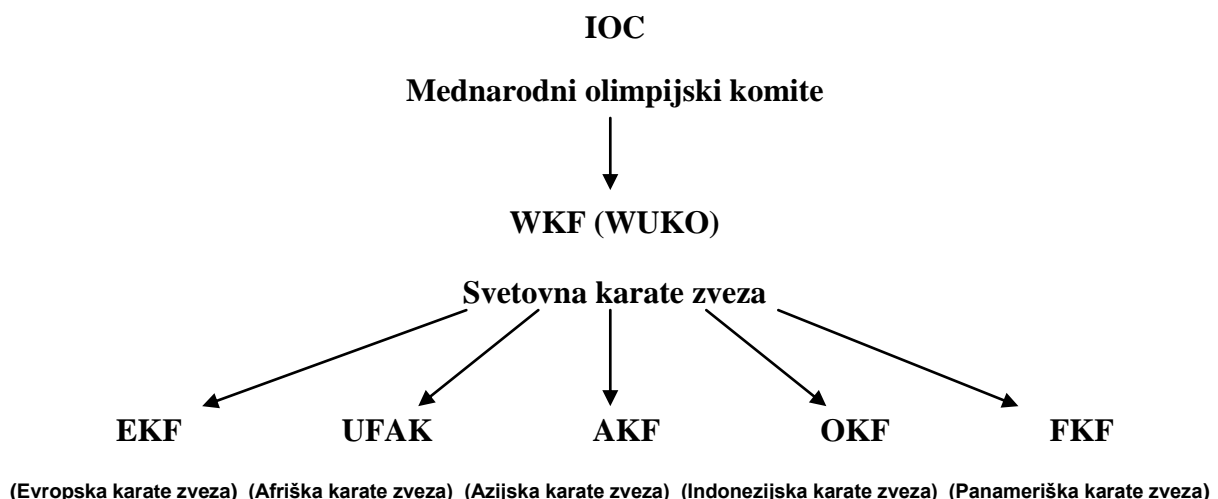 IOC
Mednarodni olimpijski komite
WKF (WUKO)
Svetovna karate zveza
EKF UFAK AKF OKF FKF
(Evropska karate zveza) (Afriška karate zveza) (Azijska karate zveza) (Indonezijska karate zveza) (Panameriška karate zveza)